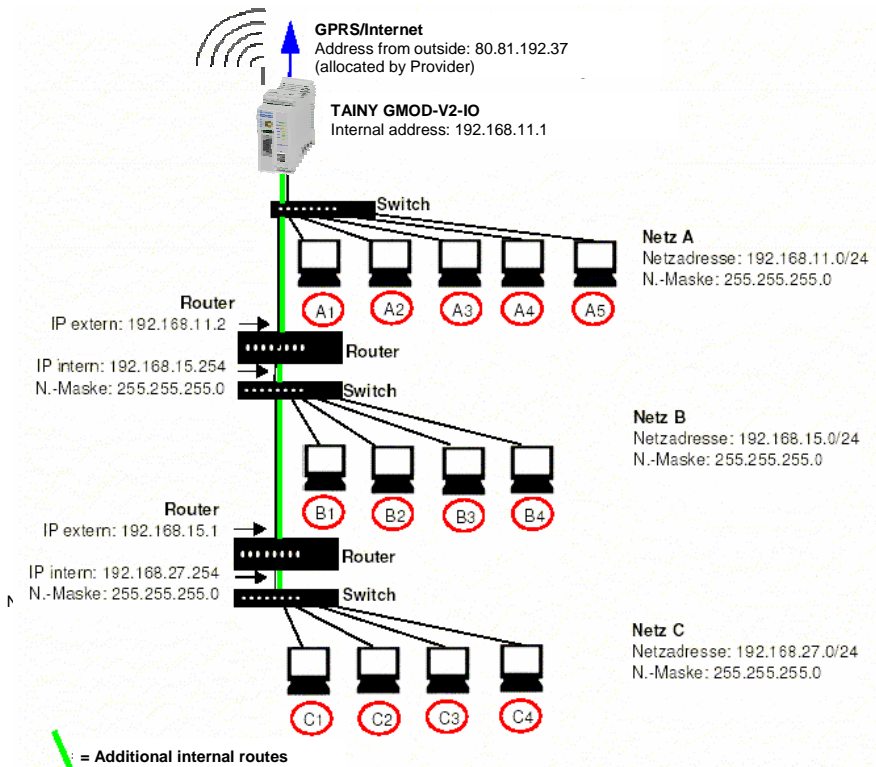 GPRS/Internet
Address from outside: 80.81.192.37
(allocated by Provider)
TAINY GMOD-V2-IO
Internal address: 192.168.11.1
Switch
Netz A
Netzadresse: 192.168.11.0/24
N.-Maske: 255.255.255.0
A1 A2 A3 A4 A5
Router
IP extern: 192.168.11.2
Router
IP intern: 192.168.15.254
N.-Maske: 255.255.255.0
Switch
Netz B
Netzadresse: 192.168.15.0/24
N.-Maske: 255.255.255.0
B1 B2 B3 B4
Router
IP extern: 192.168.15.1
Router
IP intern: 192.168.27.254
N.-Maske: 255.255.255.0
Switch
Netz C
Netzadresse: 192.168.27.0/24
N.-Maske: 255.255.255.0
C1 C2 C3 C4
= Additional internal routes